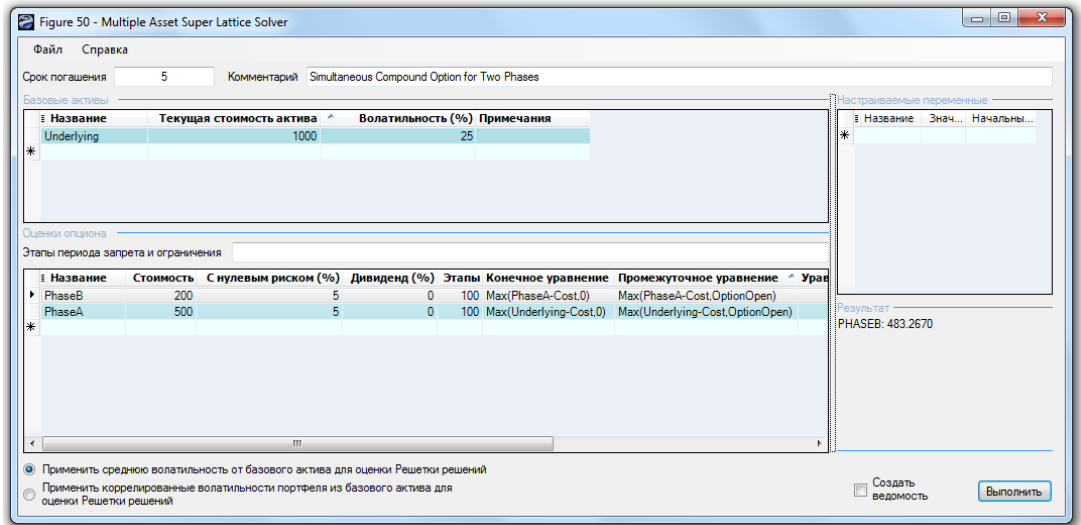 Figure 50 - Multiple Asset Super Lattice Solver
Файл Справка
Срок погашения 5 Комментарий Simultaneous Compound Option for Two Phases
Базовые активы
Название Текущая стоимость актива Волатильность (%) Примечания
Underlying 1000 25
Настраиваемые переменные
Название Знач... Начальны...
Оценки опциона
Этапы периода запрета и ограничения
Название Стоимость С нулевым риском (%) Дивиденд (%) Этапы Конечное уравнение Промежуточное уравнение Урав
PhaseB 200 5 0 100 Max(PhaseA-Cost,0) Max(PhaseA-Cost,OptionOpen)
PhaseA 500 5 0 100 Max(Underlying-Cost,0) Max(Underlying-Cost,OptionOpen)
Результат
PHASEB: 483.2670
Применить среднюю волатильность от базового актива для оценки Решетки решений
Применить коррелированные волатильности портфеля из базового актива для
оценки Решетки решений
Создать
ведомость
Выполнить